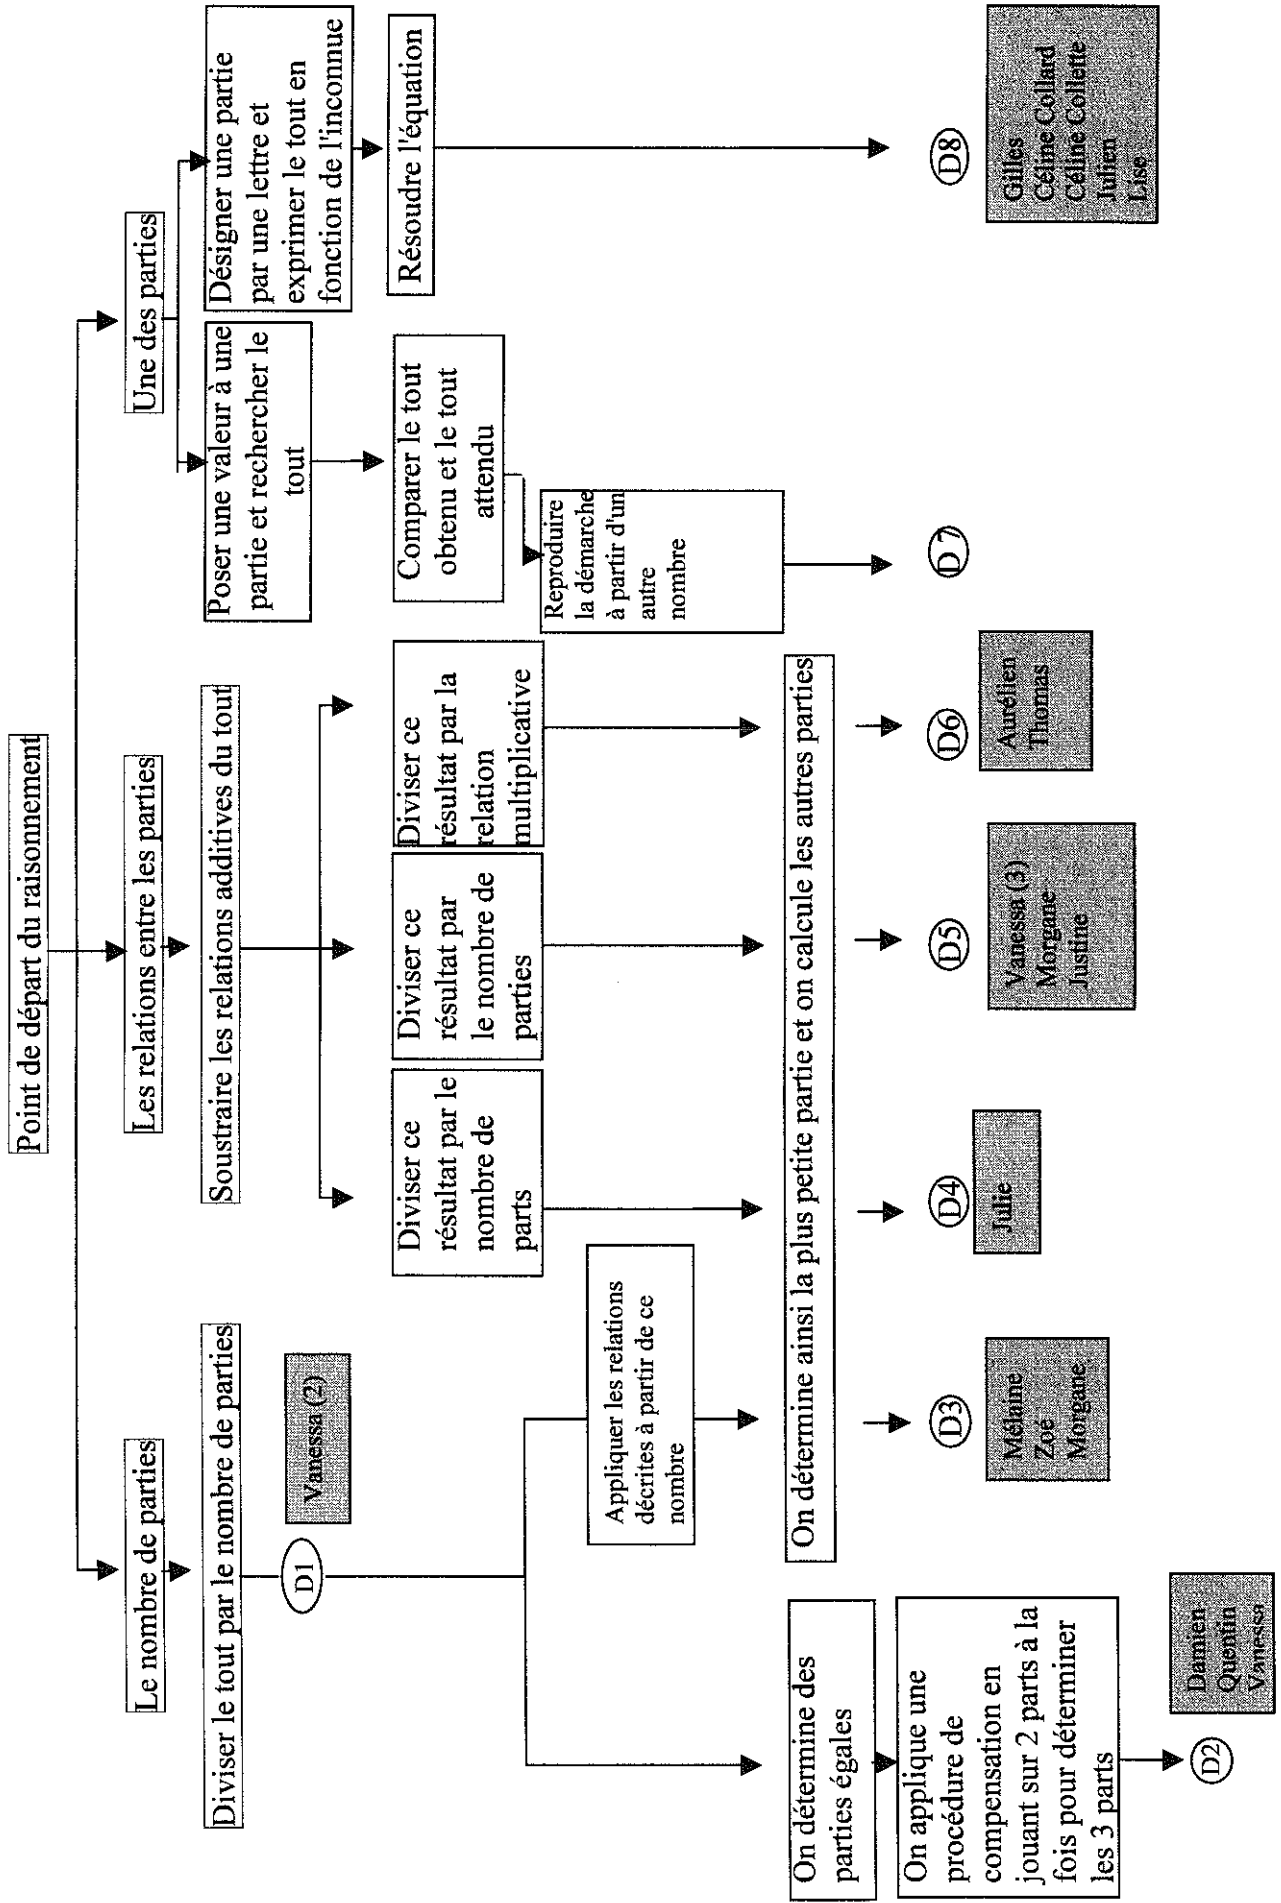 Point de départ du raisonnement
Le nombre de parties
Les relations entre les parties
Une des parties
Diviser le tout par le nombre de parties
Soustraire les relations additives du tout
Poser une valeur à une
partie et rechercher le
tout
Désigner une partie
par une lettre et
exprimer le tout en
fonction de l'inconnue
D1
Vanessa (2)
Diviser ce
résultat par le
nombre de
parts
Diviser ce
résultat par
le nombre de
parties
Diviser ce
résultat par la
relation
multiplicative
Comparer le tout
obtenu et le tout
attendu
Résoudre l'équation
Appliquer les relations
décrites à partir de ce
nombre
Reproduire
la démarche
à partir d'un
autre
nombre
On détermine des
parties égales
On détermine ainsi la plus petite partie et on calcule les autres parties
On applique une
procédure de
compensation en
jouant sur 2 parts à la
fois pour déterminer
les 3 parts
D2
Damien
Quentin
Vanessa
D3
Mélaine
Zoé
Morgane
D4
Julie
D5
Vanessa (3)
Morgane
Justine
D6
Aurélien
Thomas
D 7
D8
Gilles
Céline Collard
Céline Collette
Julien
Lise